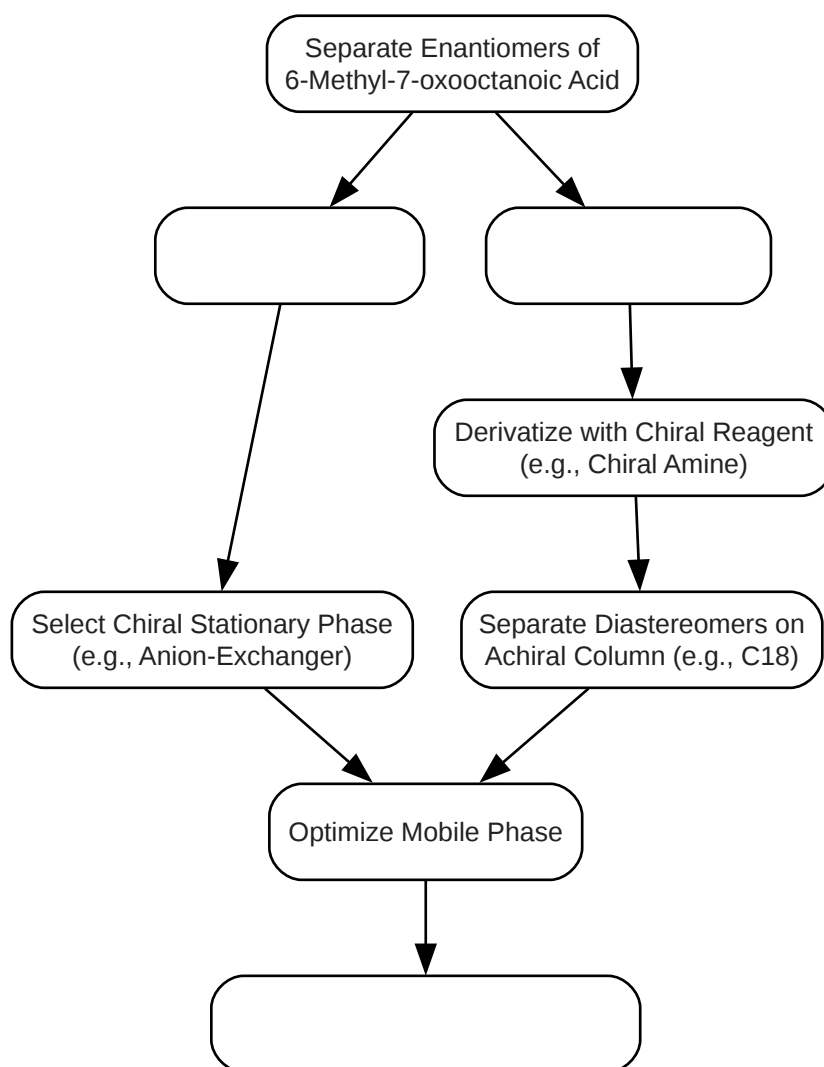 Separate Enantiomers of
6-Methyl-7-oxooctanoic Acid
Derivatize with Chiral Reagent
(e.g., Chiral Amine)
Select Chiral Stationary Phase
(e.g., Anion-Exchanger)
Separate Diastereomers on
Achiral Column (e.g., C18)
Optimize Mobile Phase